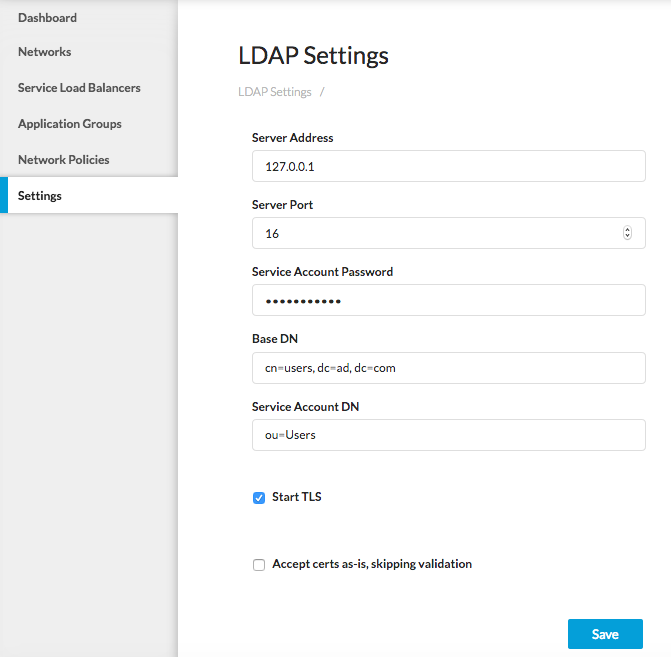 Dashboard
Networks
Service Load Balancers
Application Groups
Network Policies
Settings
LDAP Settings
LDAP Settings /
Server Address
127.0.0.1
Server Port
16
Service Account Password
•••••••••••
Base DN
cn=users, dc=ad, dc=com
Service Account DN
ou=Users
Start TLS
Accept certs as-is, skipping validation
Save